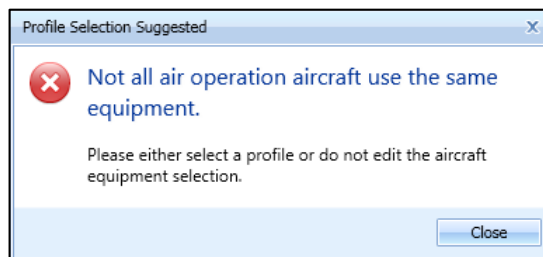 Profile Selection Suggested
Not all air operation aircraft use the same
equipment.
Please either select a profile or do not edit the aircraft
equipment selection.
Close